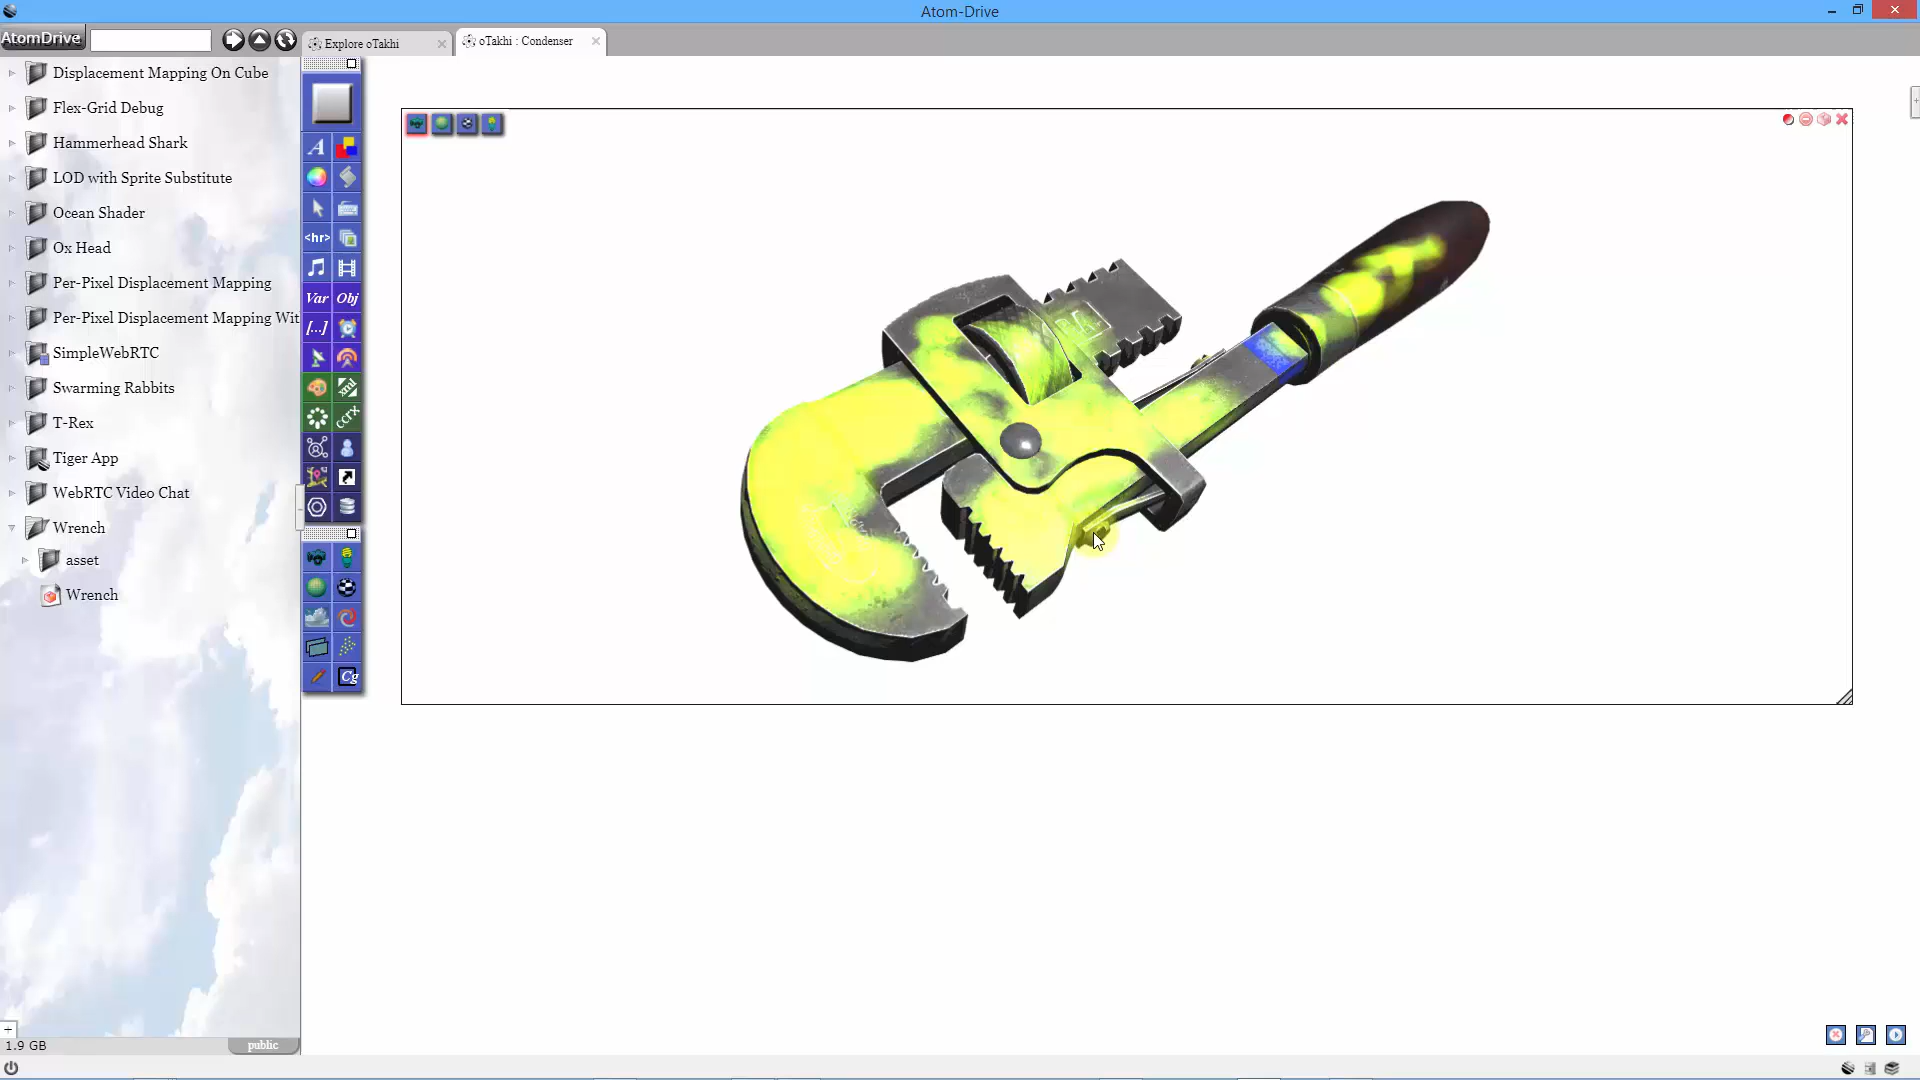 Atom-Drive
AtomDrive
Explore oTakhi
oTakhi : Condenser
Displacement Mapping On Cube
Flex-Grid Debug
Hammerhead Shark
LOD with Sprite Substitute
Ocean Shader
Ox Head
Per-Pixel Displacement Mapping
Per-Pixel Displacement Mapping Wit
SimpleWebRTC
Swarming Rabbits
T-Rex
Tiger App
WebRTC Video Chat
Wrench
asset
Wrench
A
<hr>
Var Obj
[...]
xml
ccrx
Cg
1.9 GB
public